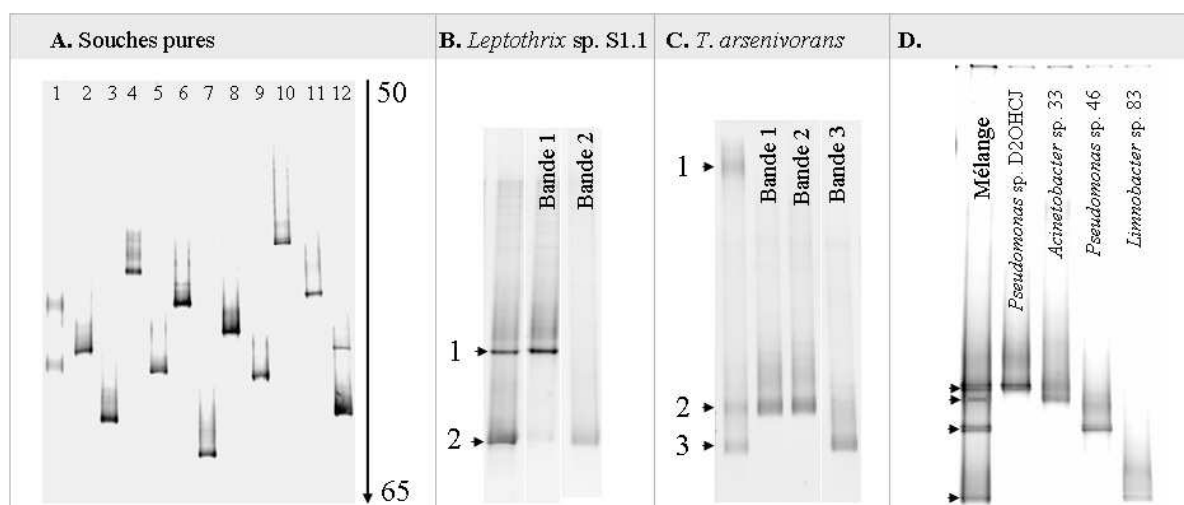 A. Souches pures
B. Leptothrix sp. S1.1
C. T. arsenivorans
D.
1 2 3 4 5 6 7 8 9 10 11 12
50
65
Bande 1
Bande 2
1
2
Bande 1
Bande 2
Bande 3
1
2
3
Mélange
Pseudomonas sp. D2OHCJ
Acinetobacter sp. 33
Pseudomonas sp. 46
Limnobacter sp. 83